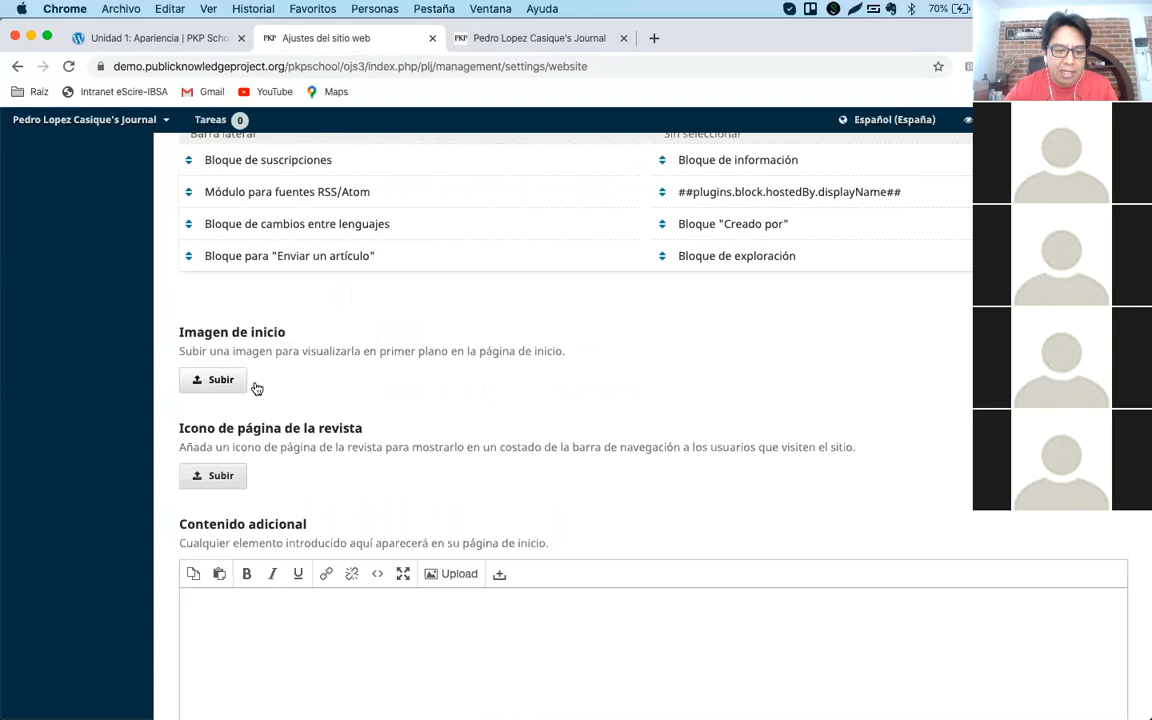 Chrome Archivo Editar Ver Historial Favoritos Personas Pestaña Ventana Ayuda 70%
Unidad 1: Apariencia | PKP Scho
PKP Ajustes del sitio web
PKP Pedro Lopez Casique's Journal
demo.publicknowledgeproject.org/pkpschool/ojs3/index.php/plj/management/settings/website
Raíz Intranet eScire-IBSA Gmail YouTube Maps
Pedro Lopez Casique's Journal Tareas 0 Español (España)
Barra lateral Sin seleccionar
Bloque de suscripciones Bloque de información
Módulo para fuentes RSS/Atom ##plugins.block.hostedBy.displayName##
Bloque de cambios entre lenguajes Bloque "Creado por"
Bloque para "Enviar un artículo" Bloque de exploración
Imagen de inicio
Subir una imagen para visualizarla en primer plano en la página de inicio.
Subir
Icono de página de la revista
Añada un icono de página de la revista para mostrarlo en un costado de la barra de navegación a los usuarios que visiten el sitio.
Subir
Contenido adicional
Cualquier elemento introducido aquí aparecerá en su página de inicio.
B I U Upload